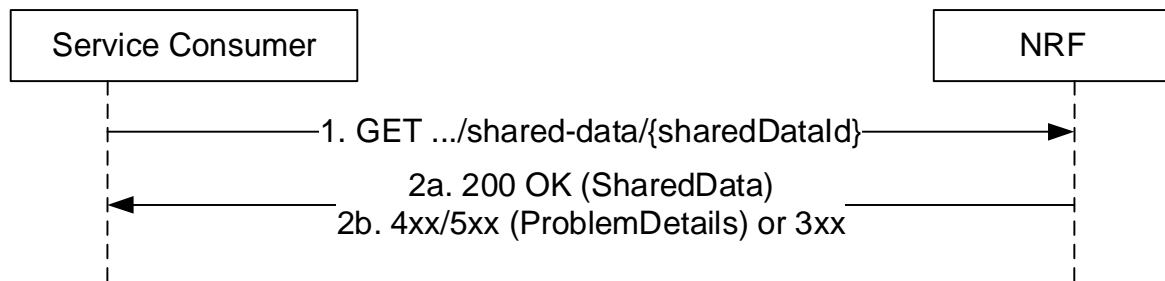 Service Consumer
NRF
1. GET .../shared-data/{sharedDataId}
2a. 200 OK (SharedData)
2b. 4xx/5xx (ProblemDetails) or 3xx